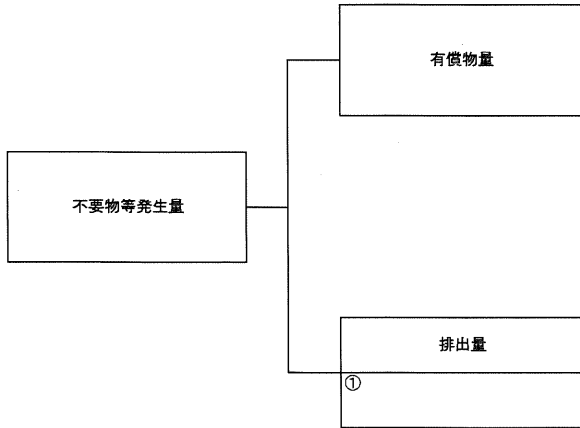 有償物量
不要物等発生量
排出量
①